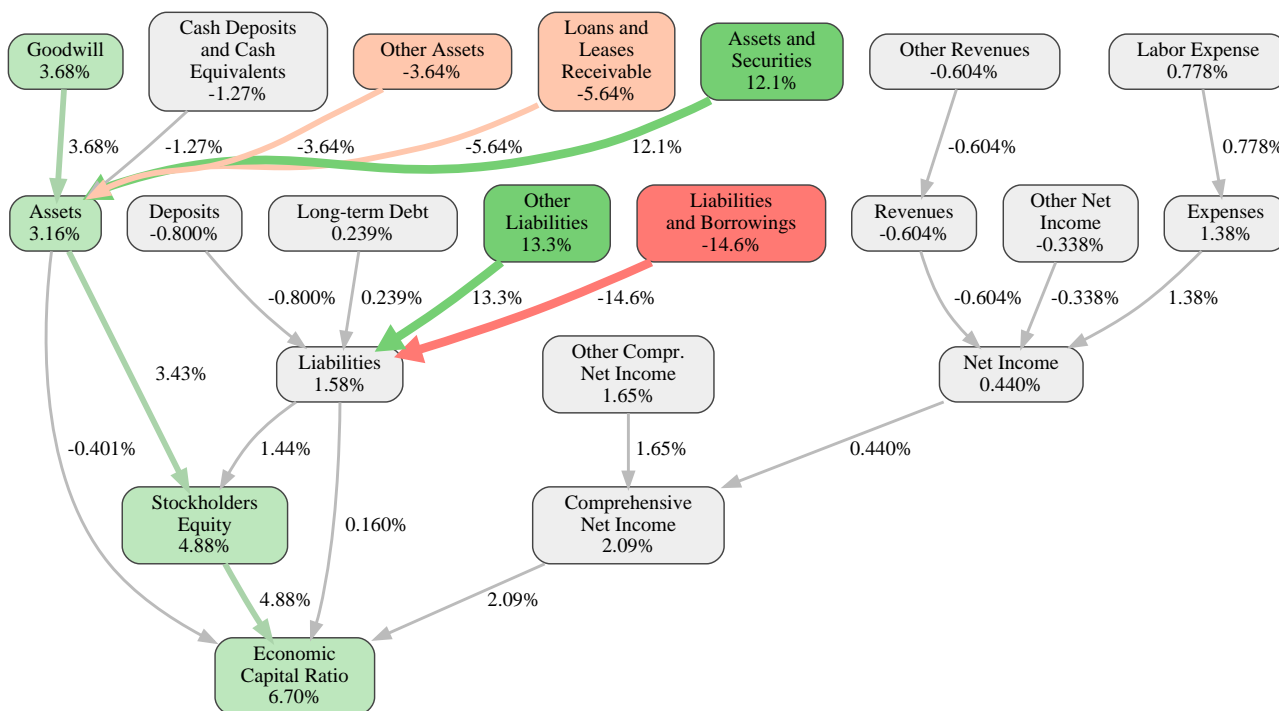 Goodwill
3.68%
Cash Deposits
and Cash
Equivalents
-1.27%
Other Assets
-3.64%
Loans and
Leases
Receivable
-5.64%
Assets and
Securities
12.1%
Other Revenues
-0.604%
Labor Expense
0.778%
3.68%
-1.27%
-3.64%
-5.64%
12.1%
-0.604%
0.778%
Assets
3.16%
Deposits
-0.800%
Long-term Debt
0.239%
Other
Liabilities
13.3%
Liabilities
and Borrowings
-14.6%
Revenues
-0.604%
Other Net
Income
-0.338%
Expenses
1.38%
-0.800%
0.239%
13.3%
-14.6%
-0.604%
-0.338%
1.38%
3.43%
Liabilities
1.58%
Other Compr.
Net Income
1.65%
Net Income
0.440%
-0.401%
1.44%
1.65%
0.440%
Stockholders
Equity
4.88%
0.160%
Comprehensive
Net Income
2.09%
4.88%
2.09%
Economic
Capital Ratio
6.70%